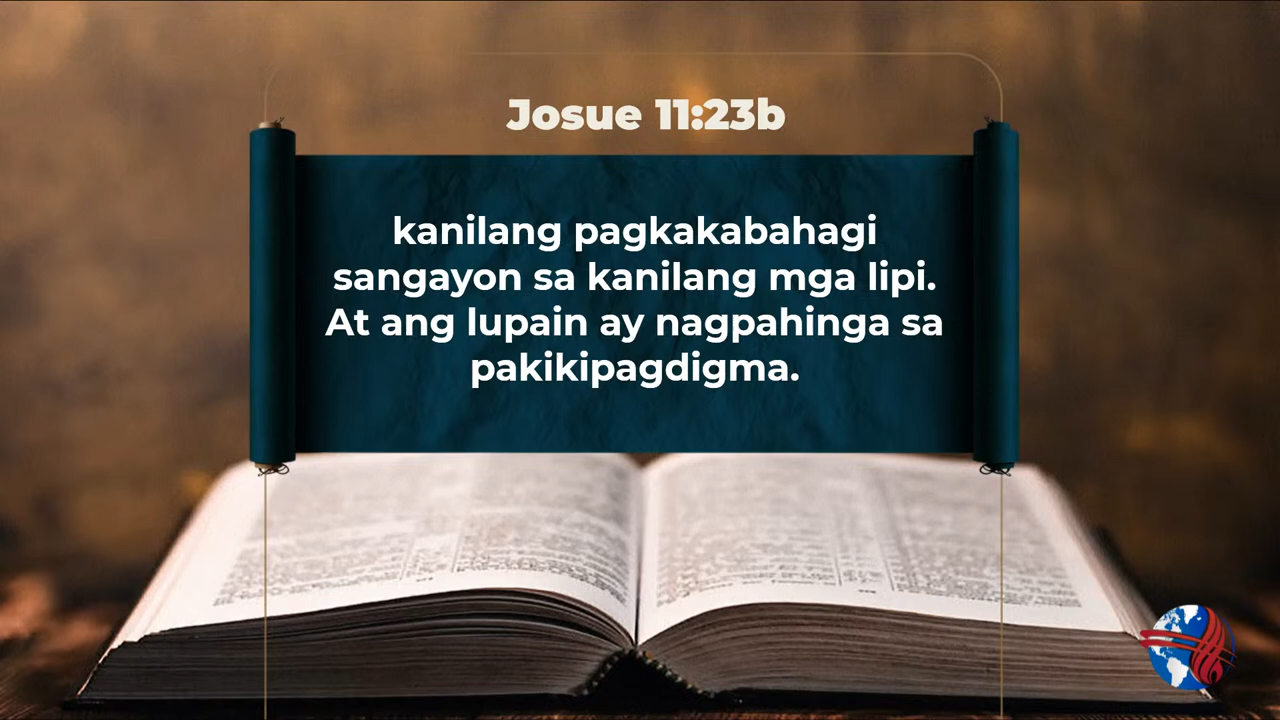 Josue 11:23b
kanilang pagkakabahagi
sangayon sa kanilang mga lipi.
At ang lupain ay nagpahinga sa
pakikipagdigma.